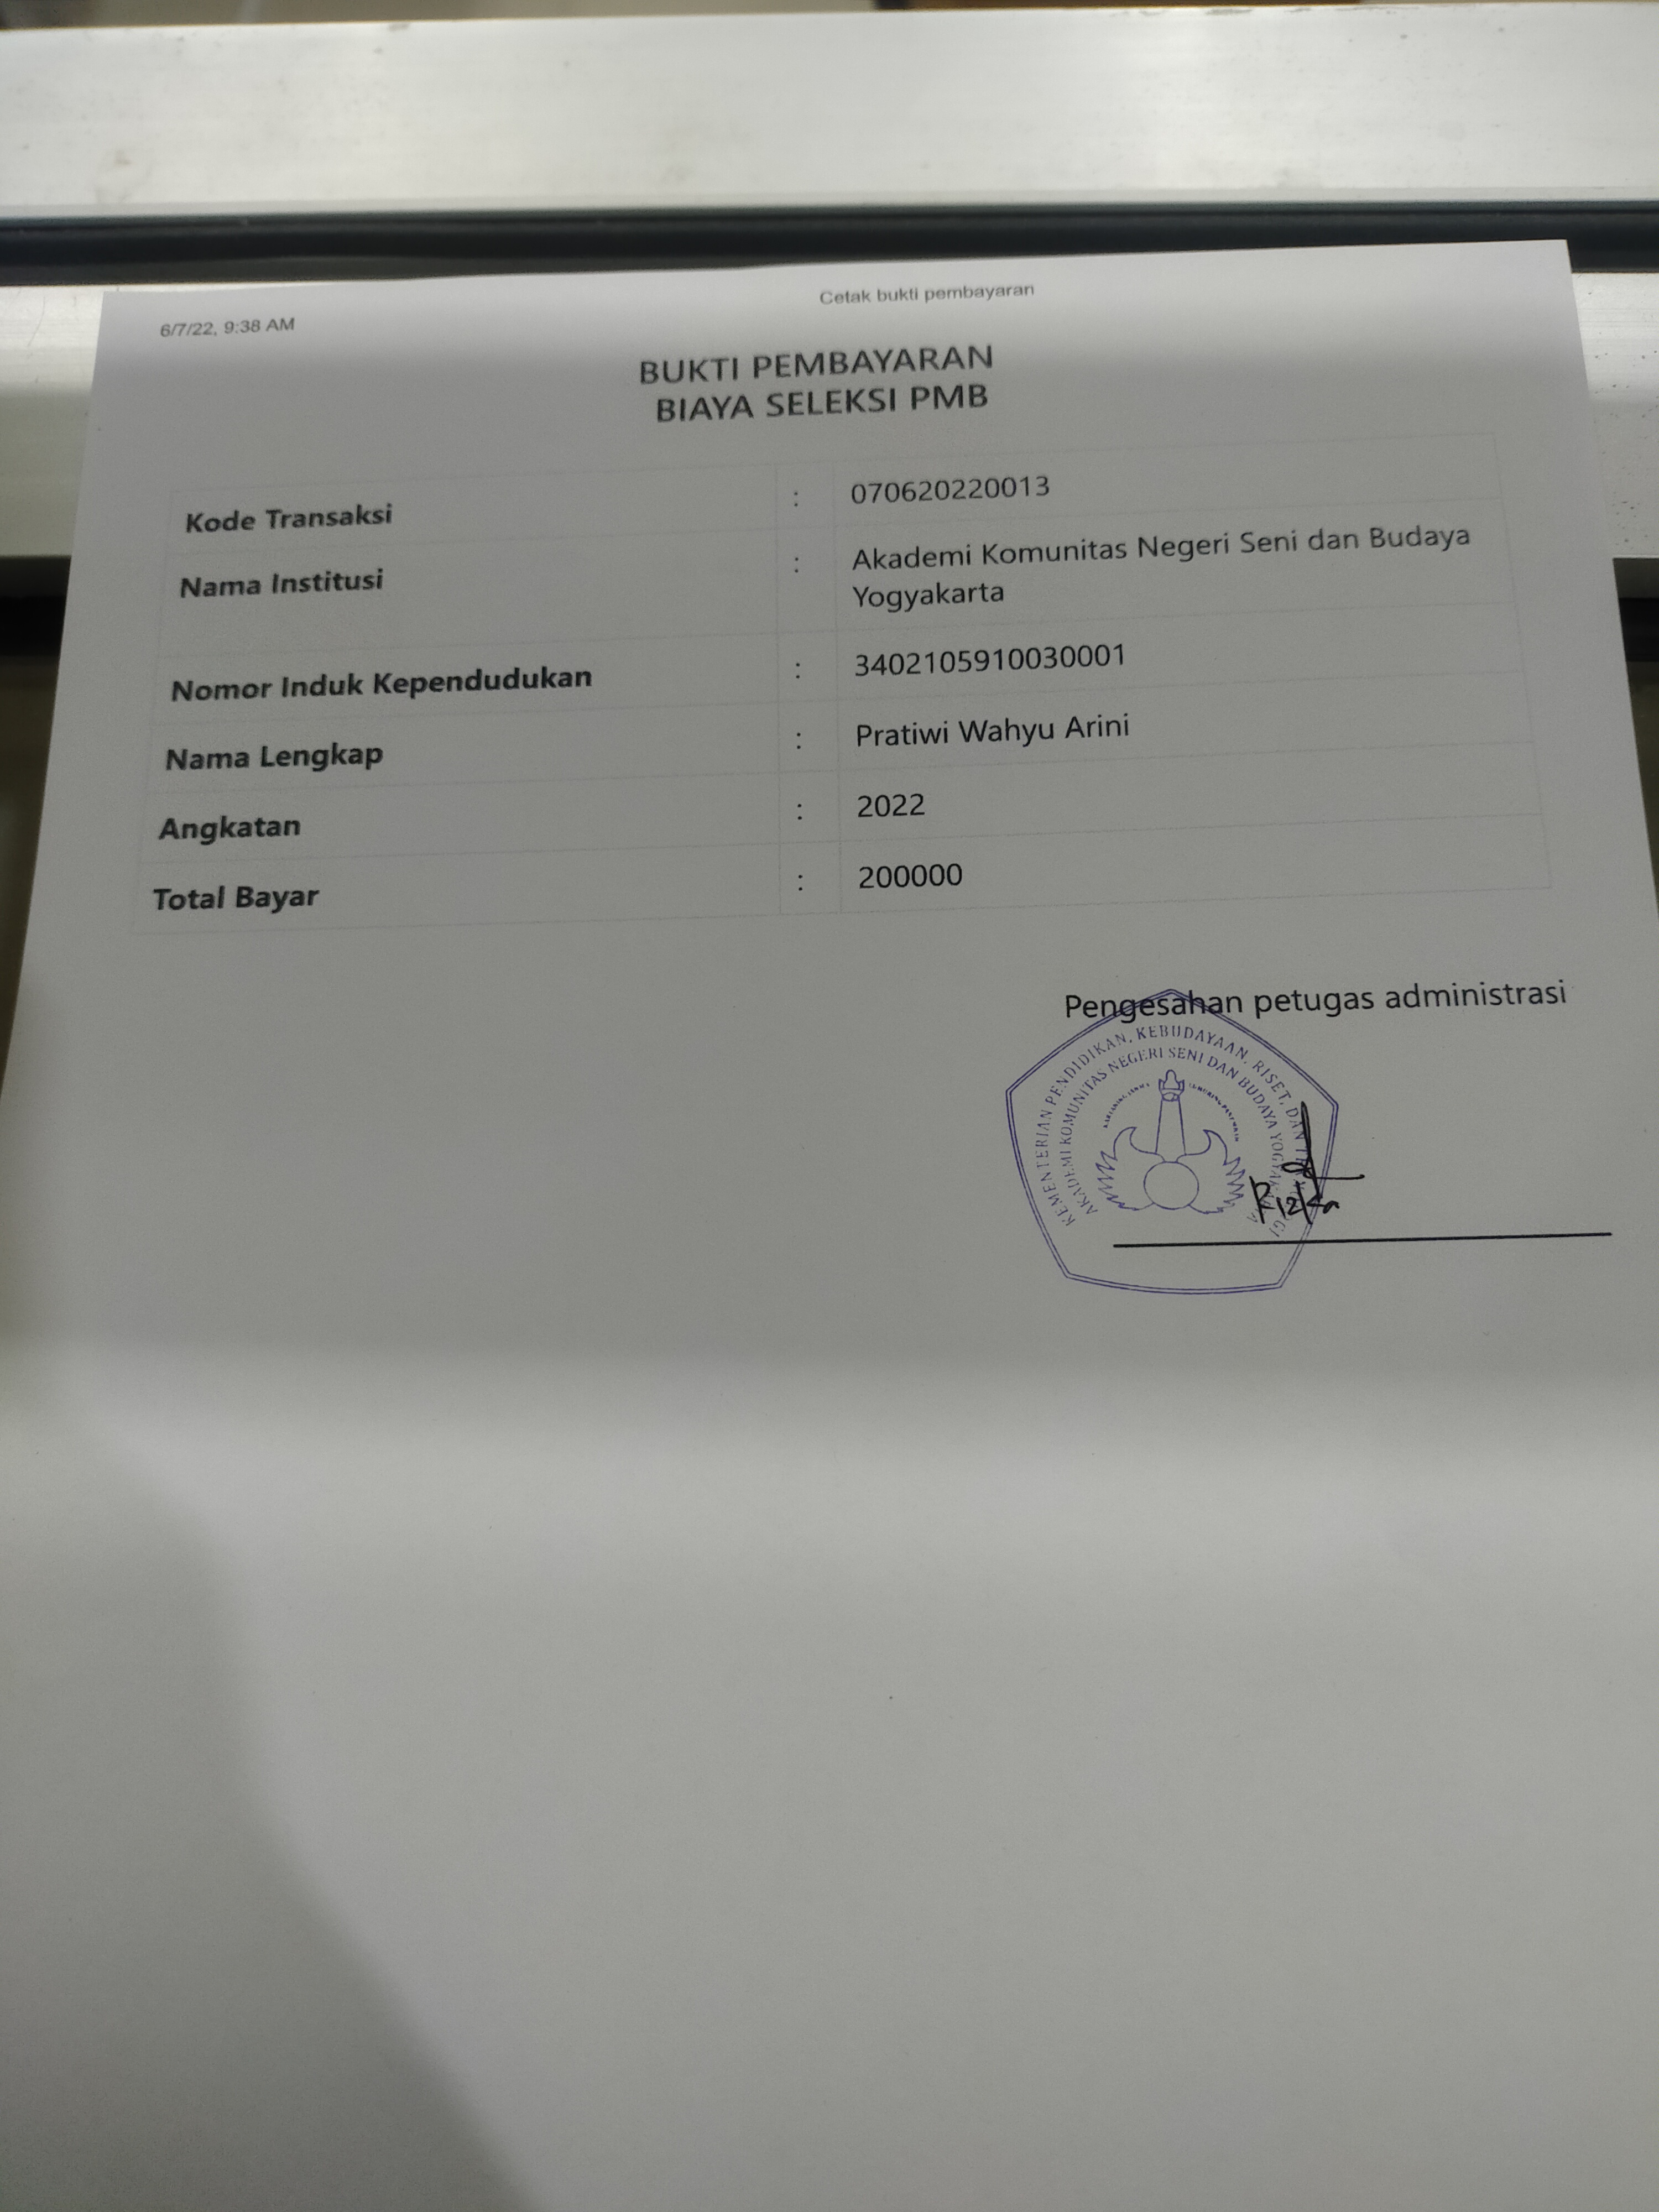 6/7/22, 9:38 AM
Cetak bukti pembayaran
BUKTI PEMBAYARAN
BIAYA SELEKSI PMB
Kode Transaksi : 070620220013
Nama Institusi : Akademi Komunitas Negeri Seni dan Budaya
Yogyakarta
Nomor Induk Kependudukan : 3402105910030001
Nama Lengkap : Pratiwi Wahyu Arini
Angkatan : 2022
Total Bayar : 200000
Pengesahan petugas administrasi
KEMENTERIAN PENDIDIKAN, KEBUDAYAAN, RISET, DAN
AKADEMI KOMUNITAS NEGERI SENI DAN BUDAYA
Rizka